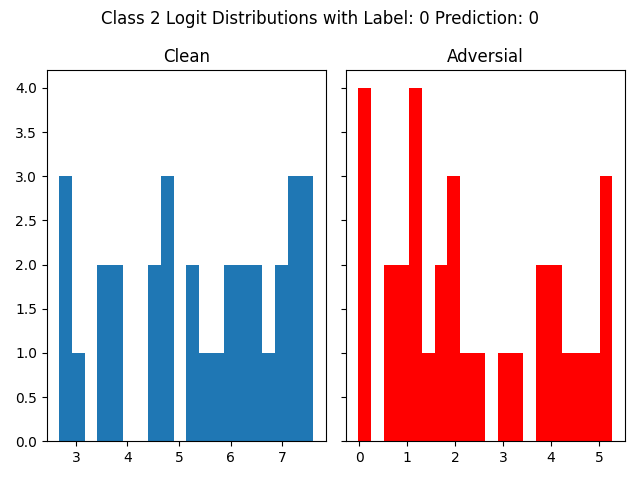 Class 2 Logit Distributions with Label: 0 Prediction: 0
Clean
Adversial
4.0
3.5
3.0
2.5
2.0
1.5
1.0
0.5
0.0
3 4 5 6 7
0 1 2 3 4 5